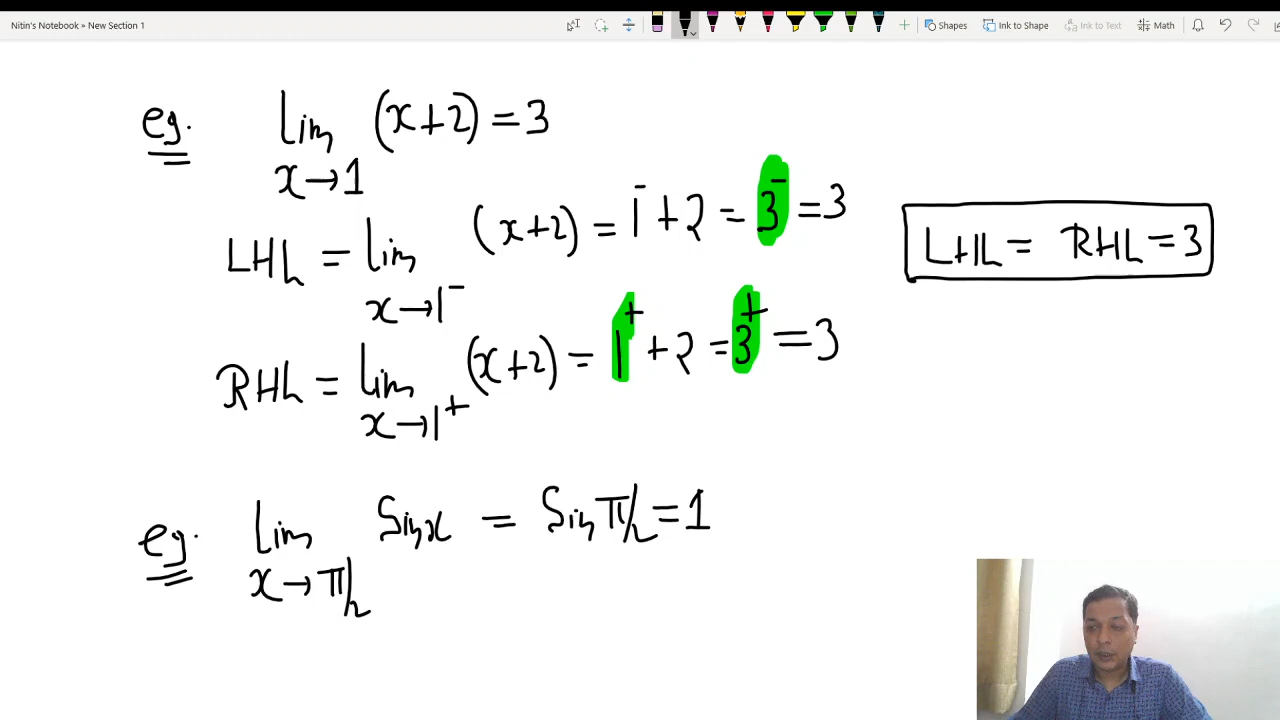 Nitin's Notebook » New Section 1
Shapes Ink to Shape Ink to Text Math
eg. lim (x+2) = 3
x→1
LHL = lim (x+2) = 1⁻+2 = 3⁻ = 3
x→1⁻
LHL = RHL = 3
RHL = lim (x+2) = 1⁺+2 = 3⁺ = 3
x→1⁺
eg. lim Sinx = Sin π/2 = 1
x→π/2